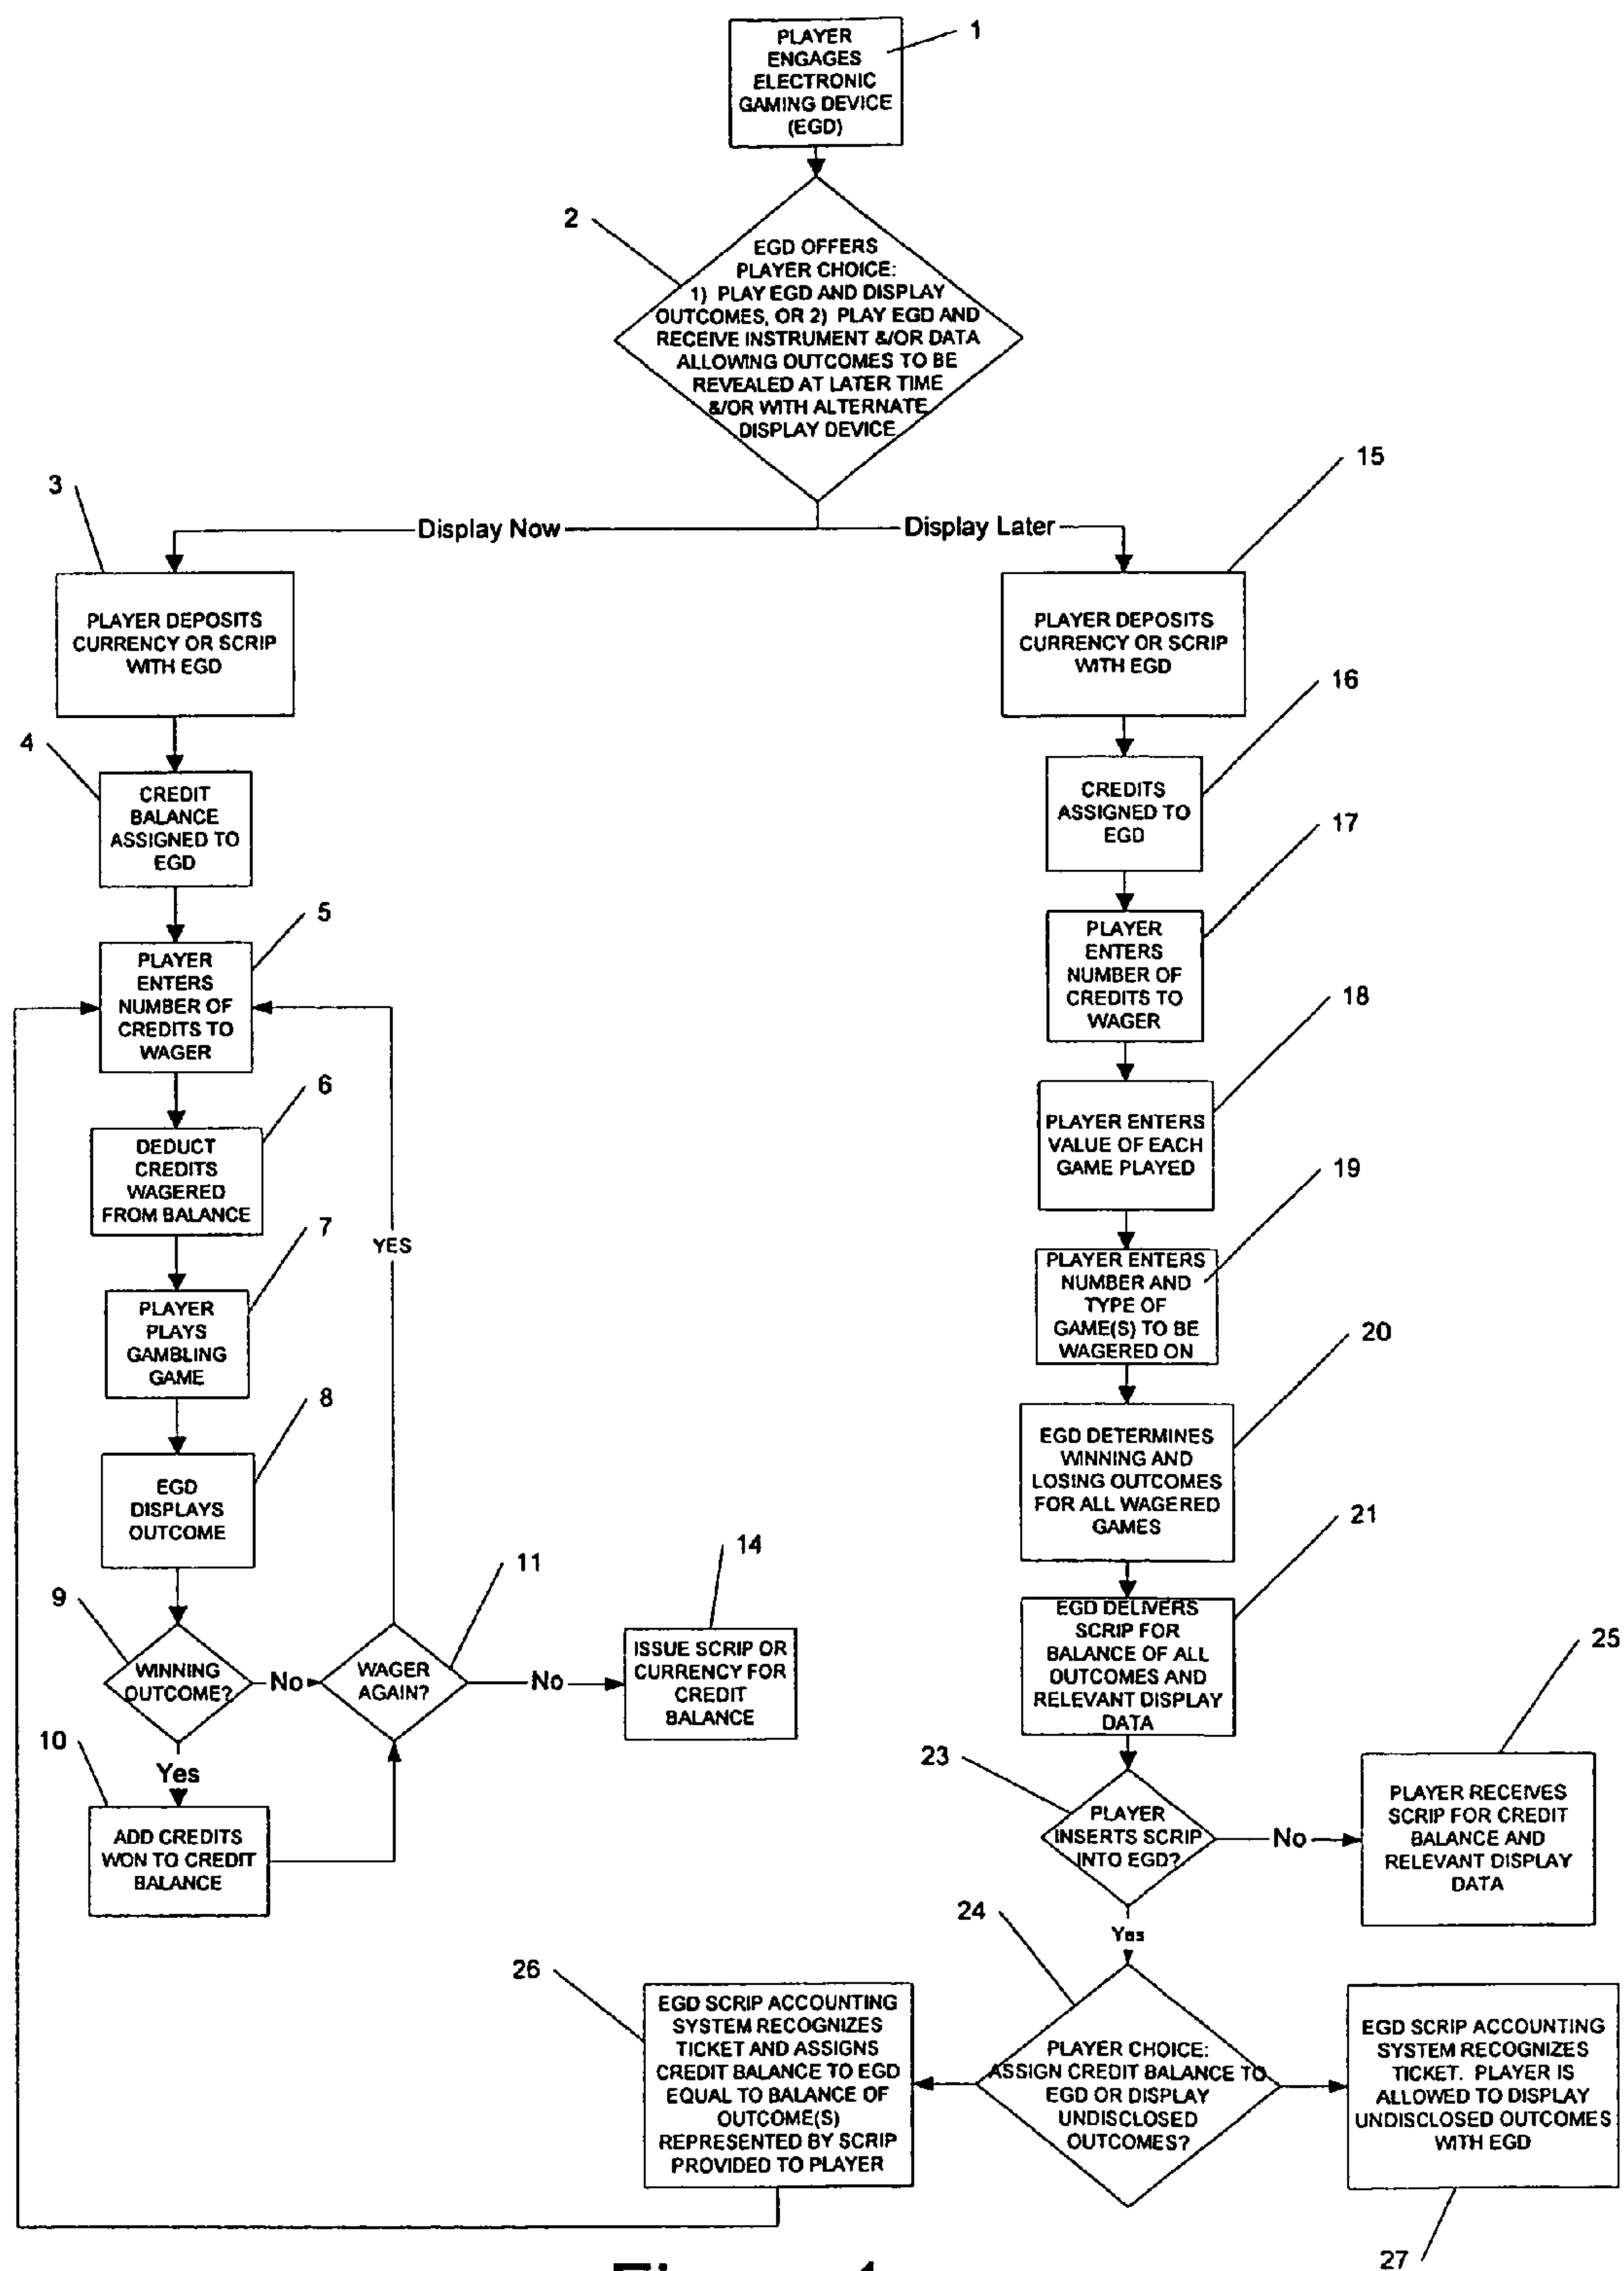 1
PLAYER
ENGAGES
ELECTRONIC
GAMING DEVICE
(EGD)
2
EGD OFFERS
PLAYER CHOICE:
1) PLAY EGD AND DISPLAY
OUTCOMES, OR 2) PLAY EGD AND
RECEIVE INSTRUMENT &/OR DATA
ALLOWING OUTCOMES TO BE
REVEALED AT LATER TIME
&/OR WITH ALTERNATE
DISPLAY DEVICE
Display Now
Display Later
3
PLAYER DEPOSITS
CURRENCY OR SCRIP
WITH EGD
4
CREDIT
BALANCE
ASSIGNED TO
EGD
5
PLAYER
ENTERS
NUMBER OF
CREDITS TO
WAGER
6
DEDUCT
CREDITS
WAGERED
FROM BALANCE
7
PLAYER
PLAYS
GAMBLING
GAME
YES
8
EGD
DISPLAYS
OUTCOME
9
WINNING
OUTCOME?
No
11
WAGER
AGAIN?
No
14
ISSUE SCRIP OR
CURRENCY FOR
CREDIT
BALANCE
Yes
10
ADD CREDITS
WON TO CREDIT
BALANCE
15
PLAYER DEPOSITS
CURRENCY OR SCRIP
WITH EGD
16
CREDITS
ASSIGNED TO
EGD
17
PLAYER
ENTERS
NUMBER OF
CREDITS TO
WAGER
18
PLAYER ENTERS
VALUE OF EACH
GAME PLAYED
19
PLAYER ENTERS
NUMBER AND
TYPE OF
GAME(S) TO BE
WAGERED ON
20
EGD DETERMINES
WINNING AND
LOSING OUTCOMES
FOR ALL WAGERED
GAMES
21
EGD DELIVERS
SCRIP FOR
BALANCE OF ALL
OUTCOMES AND
RELEVANT DISPLAY
DATA
23
PLAYER
INSERTS SCRIP
INTO EGD?
No
25
PLAYER RECEIVES
SCRIP FOR CREDIT
BALANCE AND
RELEVANT DISPLAY
DATA
Yes
24
PLAYER CHOICE:
ASSIGN CREDIT BALANCE TO
EGD OR DISPLAY
UNDISCLOSED
OUTCOMES?
26
EGD SCRIP ACCOUNTING
SYSTEM RECOGNIZES
TICKET AND ASSIGNS
CREDIT BALANCE TO EGD
EQUAL TO BALANCE OF
OUTCOME(S)
REPRESENTED BY SCRIP
PROVIDED TO PLAYER
EGD SCRIP ACCOUNTING
SYSTEM RECOGNIZES
TICKET. PLAYER IS
ALLOWED TO DISPLAY
UNDISCLOSED OUTCOMES
WITH EGD
27